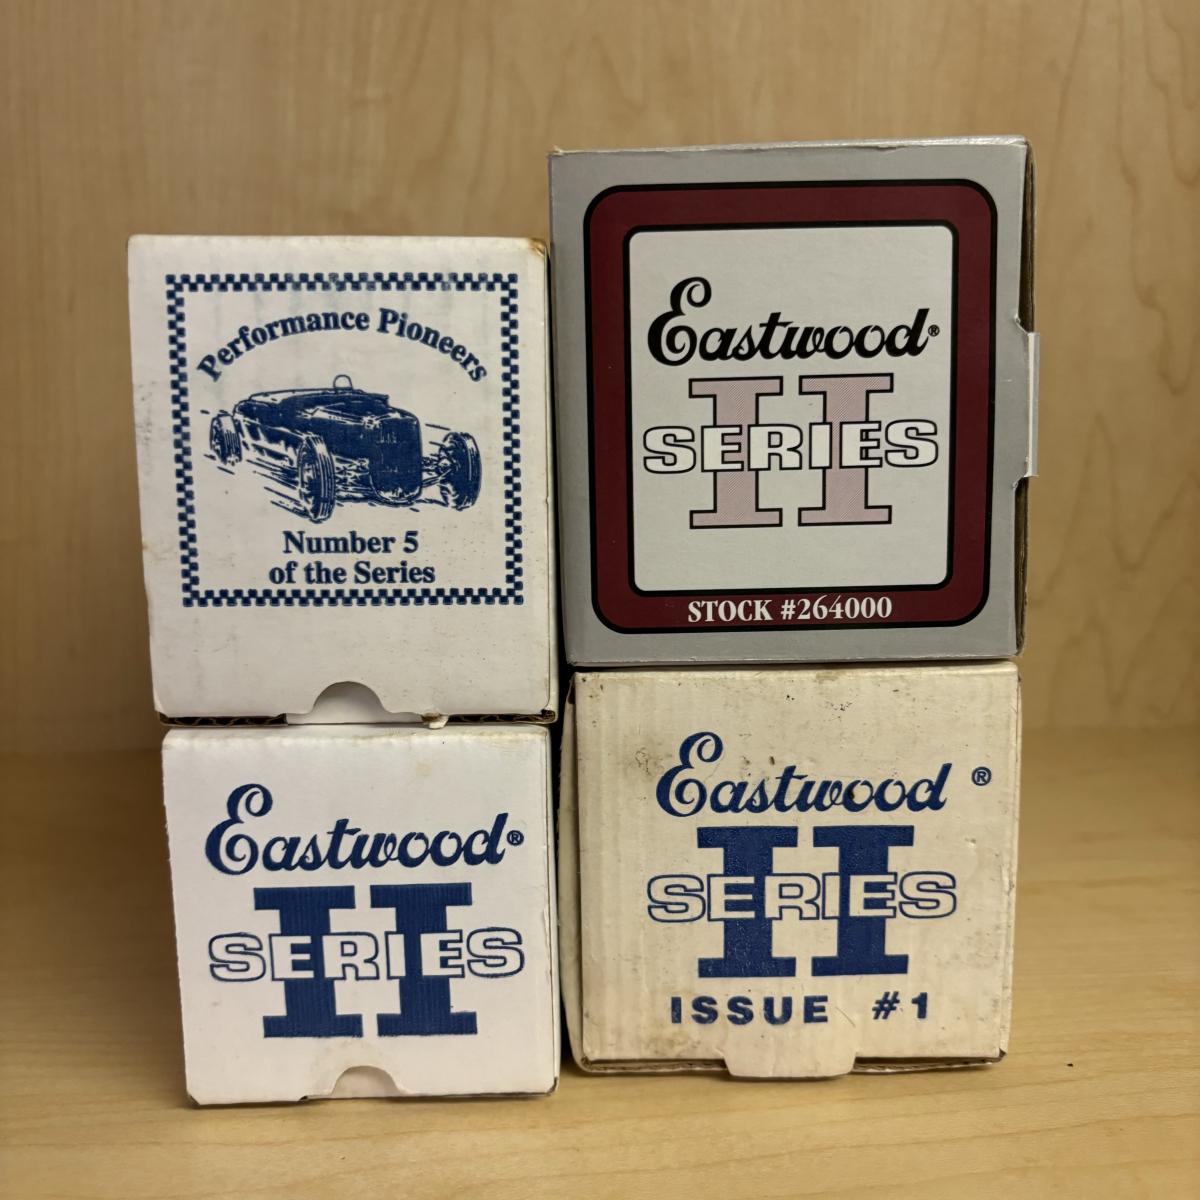 Performance Pioneers
Number 5
of the Series
Eastwood®
II
SERIES
STOCK #264000
Eastwood®
II
SERIES
Eastwood®
II
SERIES
ISSUE #1